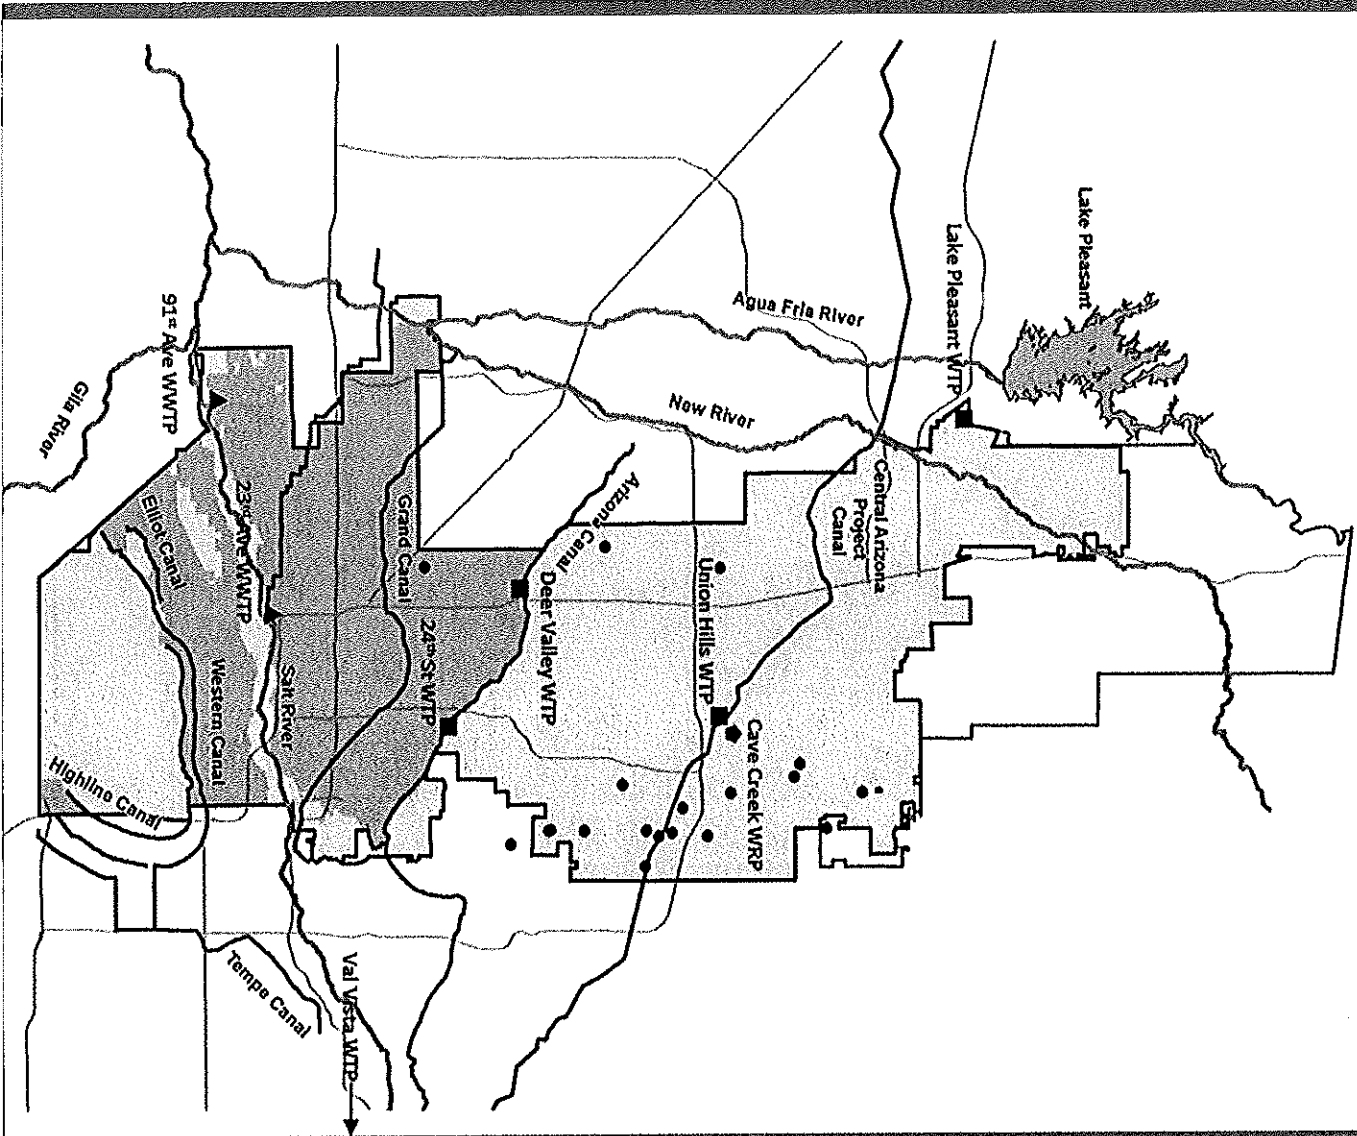 Lake Pleasant
Lake Pleasant WTP
Agua Fria River
New River
Central Arizona
Project
Canal
Arizona Canal
Union Hills WTP
Cave Creek WRP
Deer Valley WTP
24th St WTP
Grand Canal
91st Ave WWTP
23rd Ave WWTP
Gila River
Salt River
Elliot Canal
Western Canal
Highline Canal
Tempe Canal
Val Vista WTP